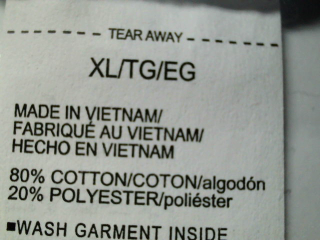 TEAR AWAY
XL/TG/EG
MADE IN VIETNAM/
FABRIQUÉ AU VIETNAM/
HECHO EN VIETNAM
80% COTTON/COTON/algodón
20% POLYESTER/poliéster
■WASH GARMENT INSIDE